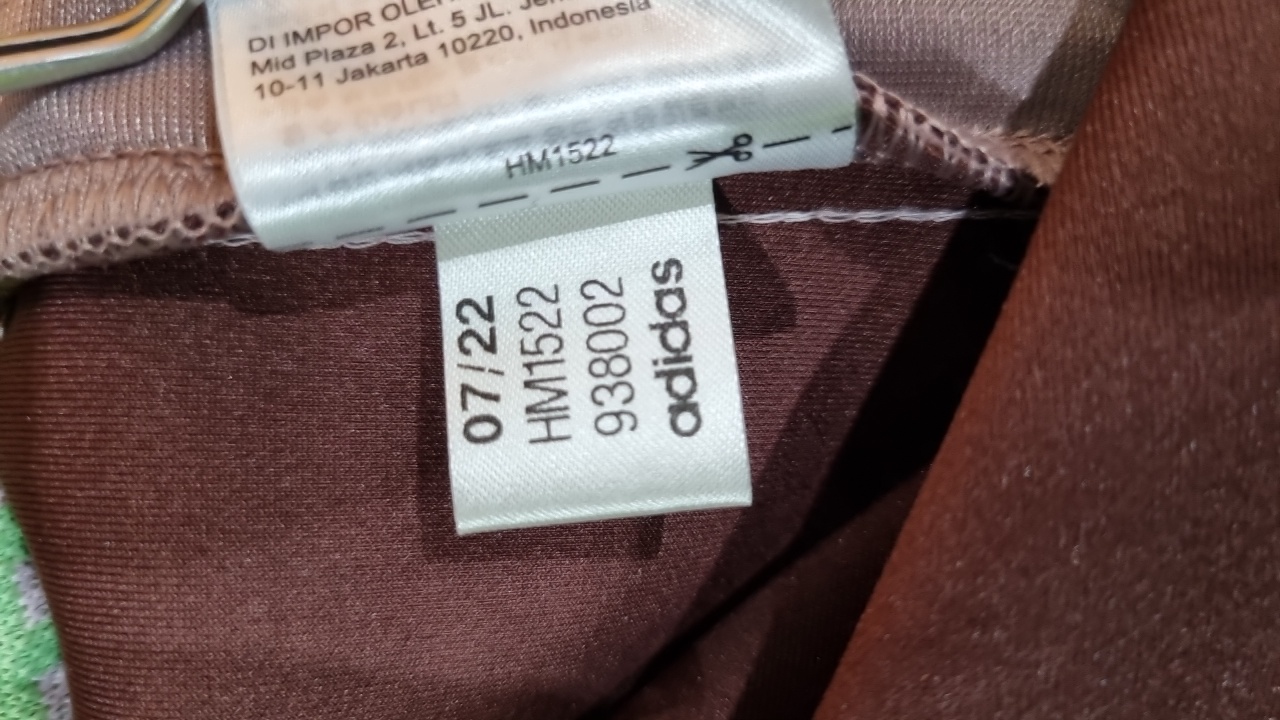 DI IMPOR OLEH
Mid Plaza 2, Lt. 5 JL.
10-11 Jakarta 10220, Indonesia
HM1522
07/22
HM1522
938002
adidas